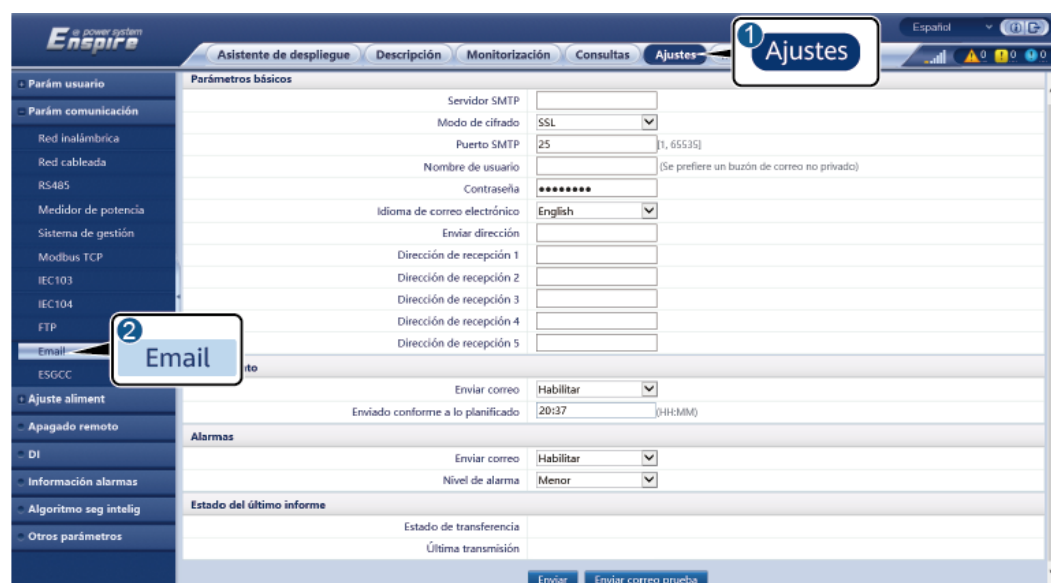 e power system
Enspire
Español
Asistente de despliegue Descripción Monitorización Consultas Ajustes
1 Ajustes
0 0 0
Parám usuario
Parám comunicación
Red inalámbrica
Red cableada
RS485
Medidor de potencia
Sistema de gestión
Modbus TCP
IEC103
IEC104
FTP
Email
ESGCC
2 Email
Ajuste aliment
Apagado remoto
DI
Información alarmas
Algoritmo seg intelig
Otros parámetros
Parámetros básicos
Servidor SMTP
Modo de cifrado SSL
Puerto SMTP 25 [1, 65535]
Nombre de usuario (Se prefiere un buzón de correo no privado)
Contraseña ••••••••
Idioma de correo electrónico English
Enviar dirección
Dirección de recepción 1
Dirección de recepción 2
Dirección de recepción 3
Dirección de recepción 4
Dirección de recepción 5
Enviar correo Habilitar
Enviado conforme a lo planificado 20:37 (HH:MM)
Alarmas
Enviar correo Habilitar
Nivel de alarma Menor
Estado del último informe
Estado de transferencia
Última transmisión
Enviar Enviar correo prueba